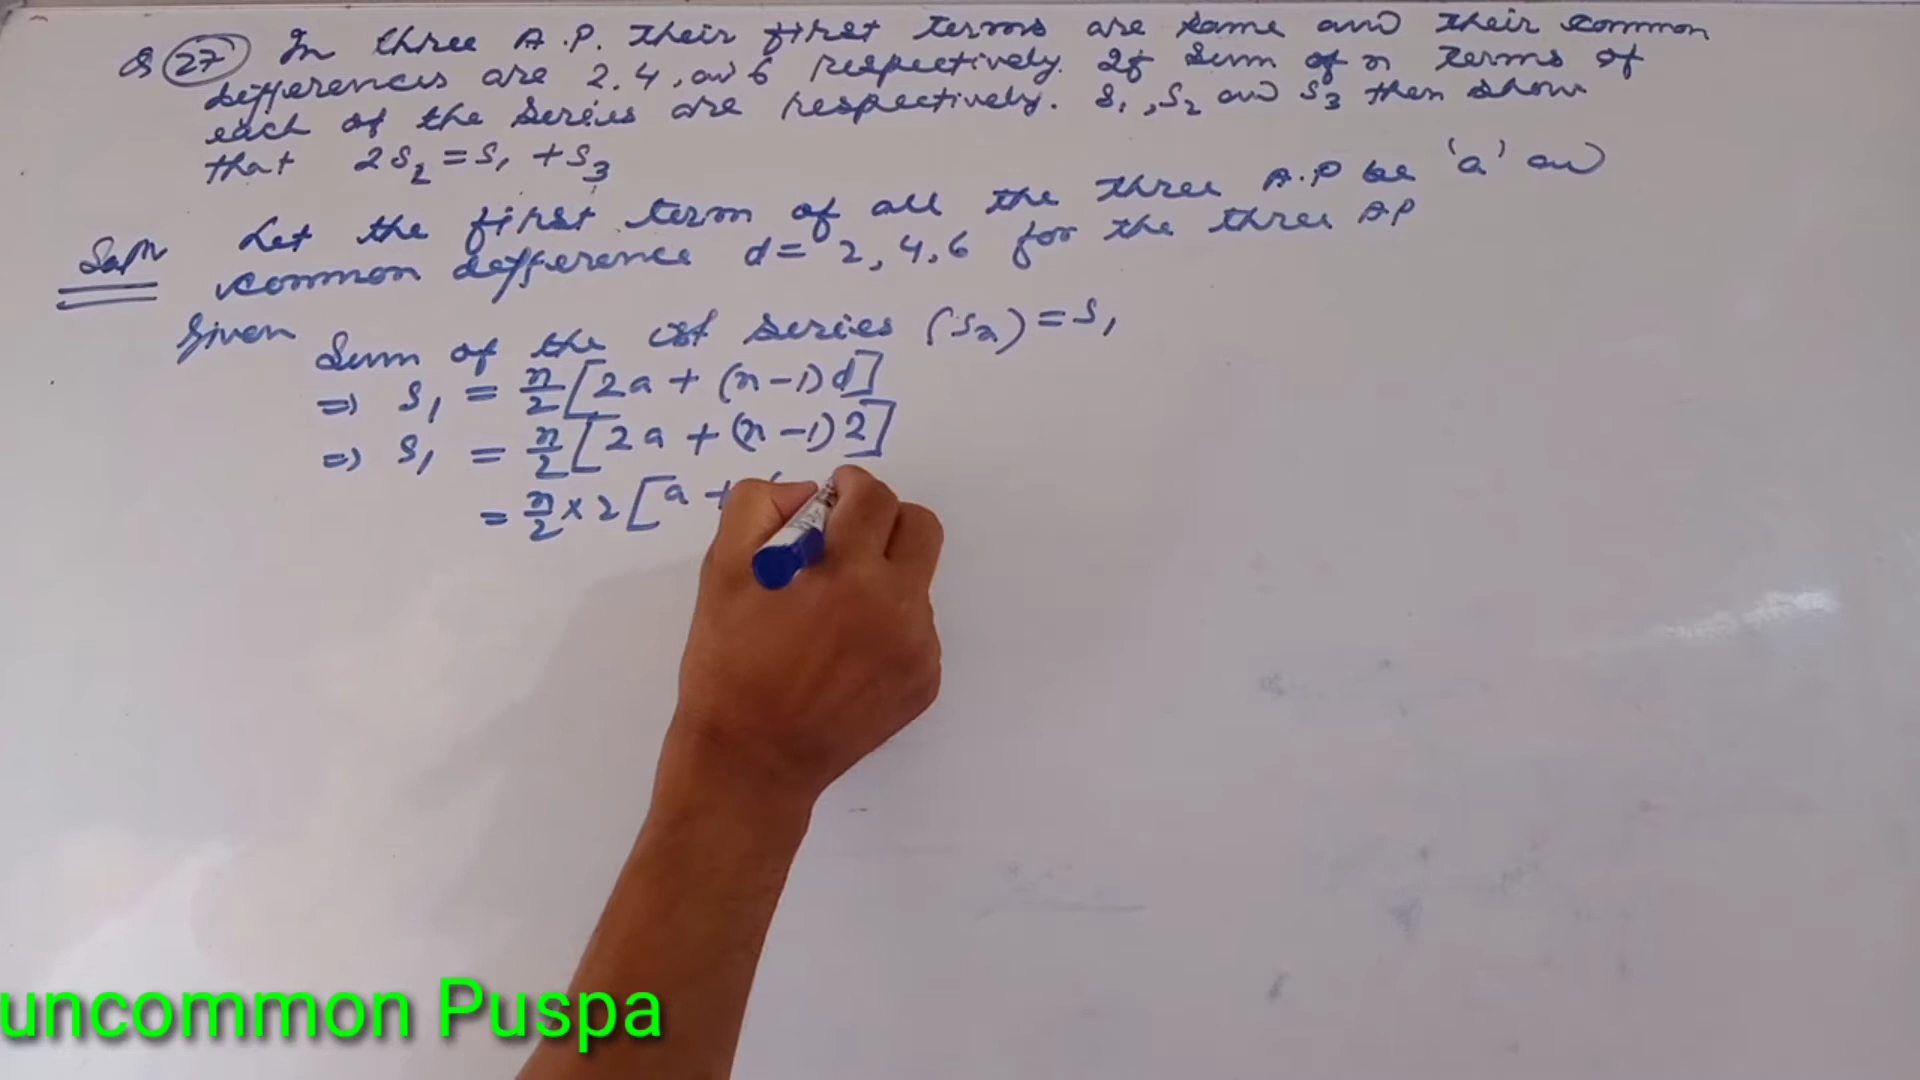 Q 27 In three A.P. their first terms are same and their common
differences are 2, 4, and 6 respectively. If sum of n terms of
each of the series are respectively. S₁, S₂ and S₃ then show
that 2S₂ = S₁ + S₃
Solⁿ Let the first term of all the three A.P be 'a' and
common difference d = 2, 4, 6 for the three AP
Given
Sum of the 1st series (Sn) = S₁
⇒ S₁ = n/2 [2a + (n-1)d]
⇒ S₁ = n/2 [2a + (n-1)2]
= n/2 × 2 [a + (
uncommon Puspa